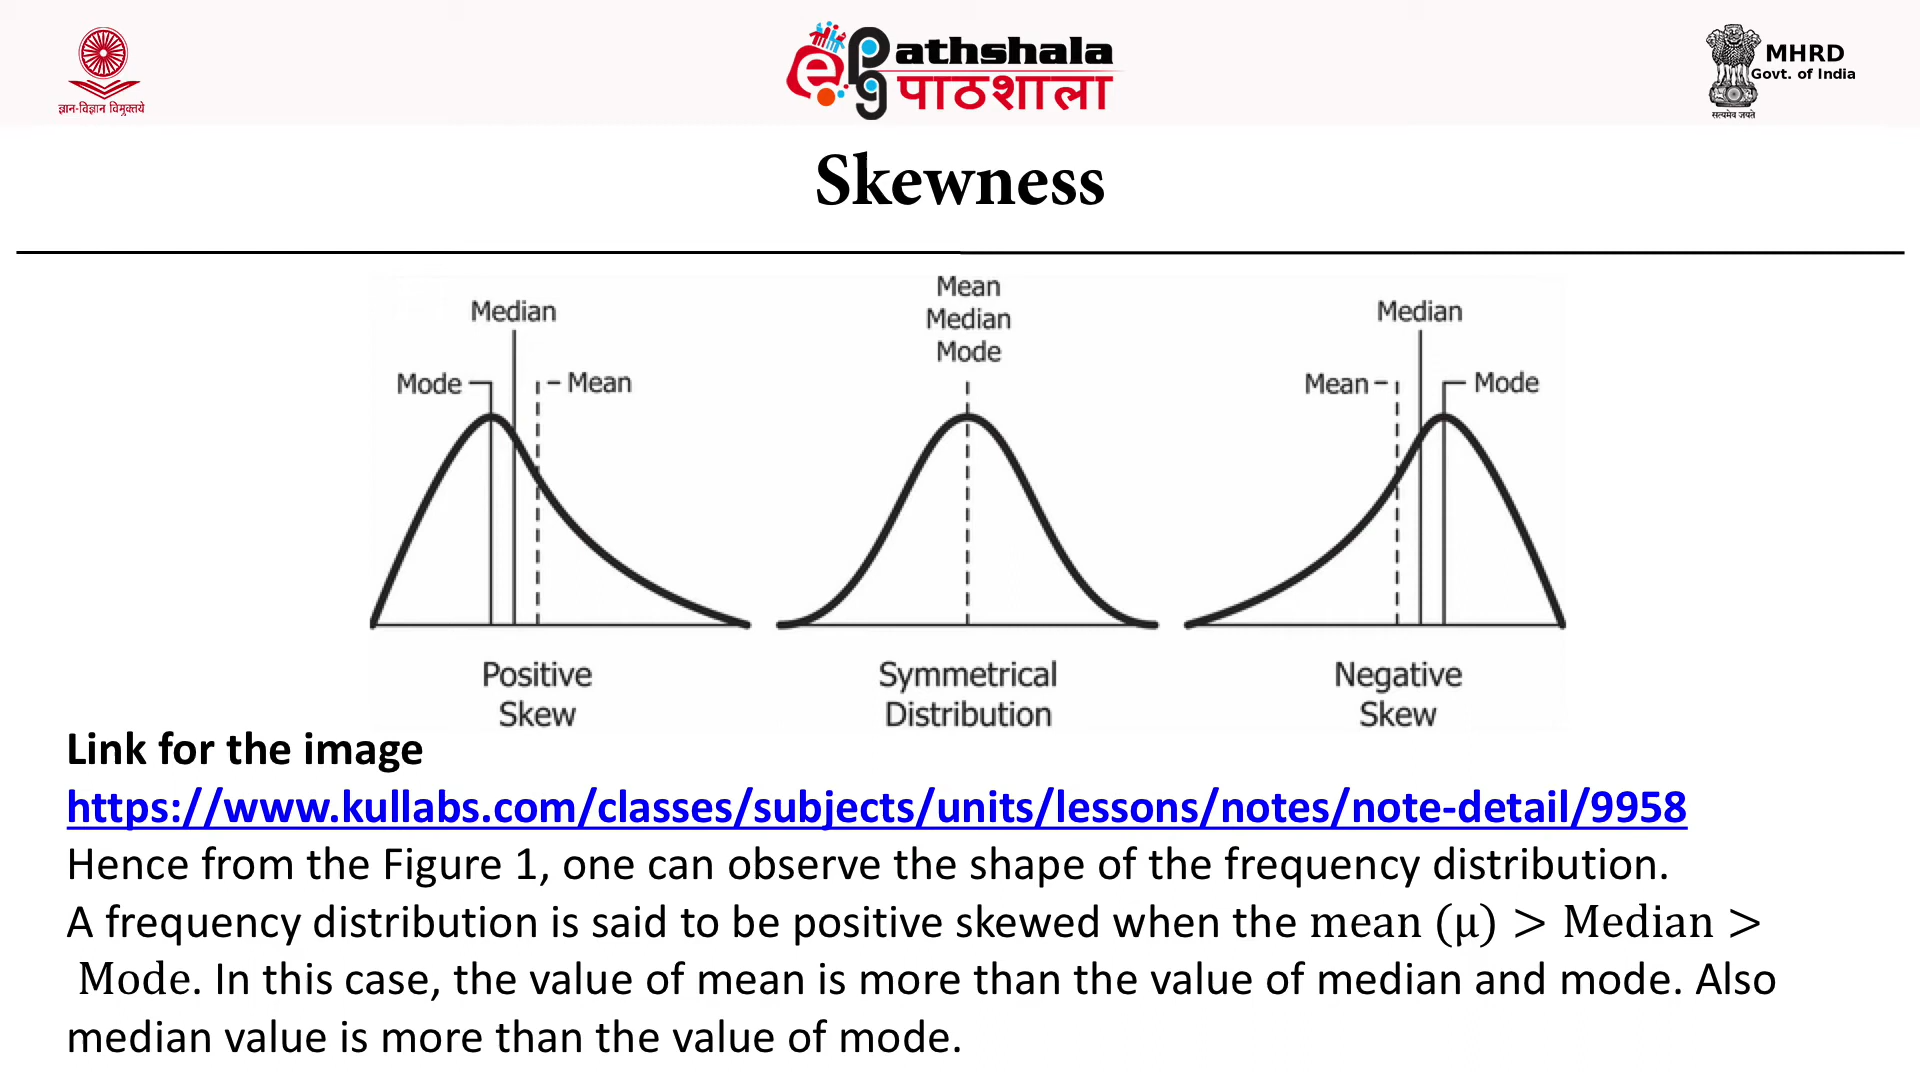 ज्ञान-विज्ञान विमुक्तये
e pg Pathshala
पाठशाला
MHRD
Govt. of India
सत्यमेव जयते
Skewness
Median
Mode
Mean
Mean
Median
Mode
Median
Mean
Mode
Positive
Skew
Symmetrical
Distribution
Negative
Skew
Link for the image
https://www.kullabs.com/classes/subjects/units/lessons/notes/note-detail/9958
Hence from the Figure 1, one can observe the shape of the frequency distribution.
A frequency distribution is said to be positive skewed when the mean (μ) > Median >
Mode. In this case, the value of mean is more than the value of median and mode. Also
median value is more than the value of mode.